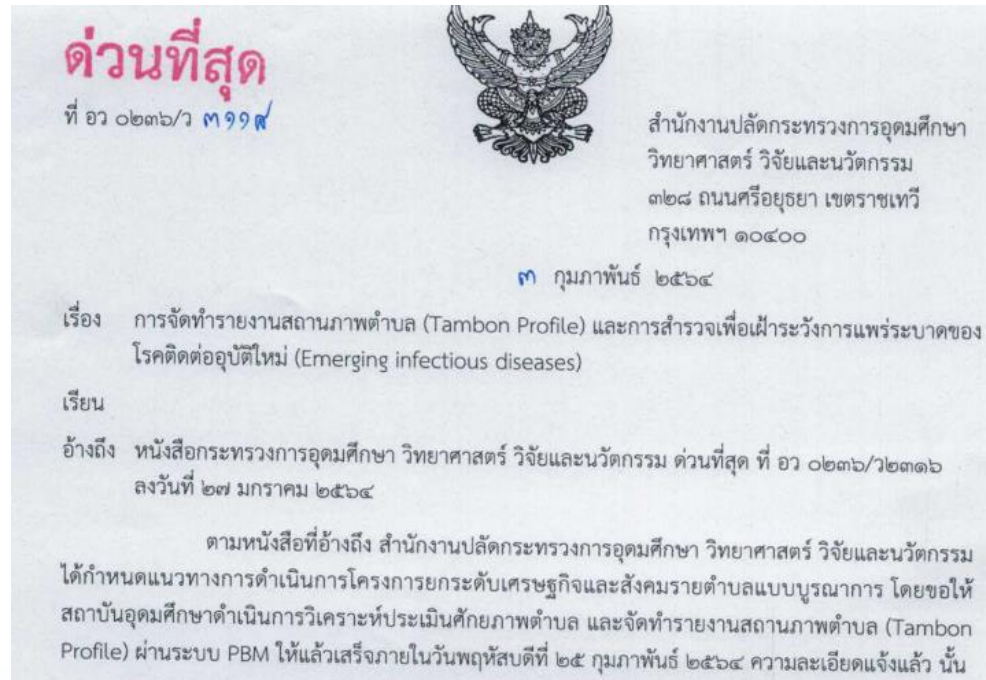 ด่วนที่สุด
ที่ อว ๐๒๓๖/ว ๓๑๑๙
สำนักงานปลัดกระทรวงการอุดมศึกษา
วิทยาศาสตร์ วิจัยและนวัตกรรม
๓๒๘ ถนนศรีอยุธยา เขตราชเทวี
กรุงเทพฯ ๑๐๔๐๐
๓ กุมภาพันธ์ ๒๕๖๔
เรื่อง การจัดทำรายงานสถานภาพตำบล (Tambon Profile) และการสำรวจเพื่อเฝ้าระวังการแพร่ระบาดของ
โรคติดต่ออุบัติใหม่ (Emerging infectious diseases)
เรียน
อ้างถึง หนังสือกระทรวงการอุดมศึกษา วิทยาศาสตร์ วิจัยและนวัตกรรม ด่วนที่สุด ที่ อว ๐๒๓๖/ว๒๓๑๖
ลงวันที่ ๒๗ มกราคม ๒๕๖๔
ตามหนังสือที่อ้างถึง สำนักงานปลัดกระทรวงการอุดมศึกษา วิทยาศาสตร์ วิจัยและนวัตกรรม
ได้กำหนดแนวทางการดำเนินการโครงการยกระดับเศรษฐกิจและสังคมรายตำบลแบบบูรณาการ โดยขอให้
สถาบันอุดมศึกษาดำเนินการวิเคราะห์ประเมินศักยภาพตำบล และจัดทำรายงานสถานภาพตำบล (Tambon
Profile) ผ่านระบบ PBM ให้แล้วเสร็จภายในวันพฤหัสบดีที่ ๒๕ กุมภาพันธ์ ๒๕๖๔ ความละเอียดแจ้งแล้ว นั้น